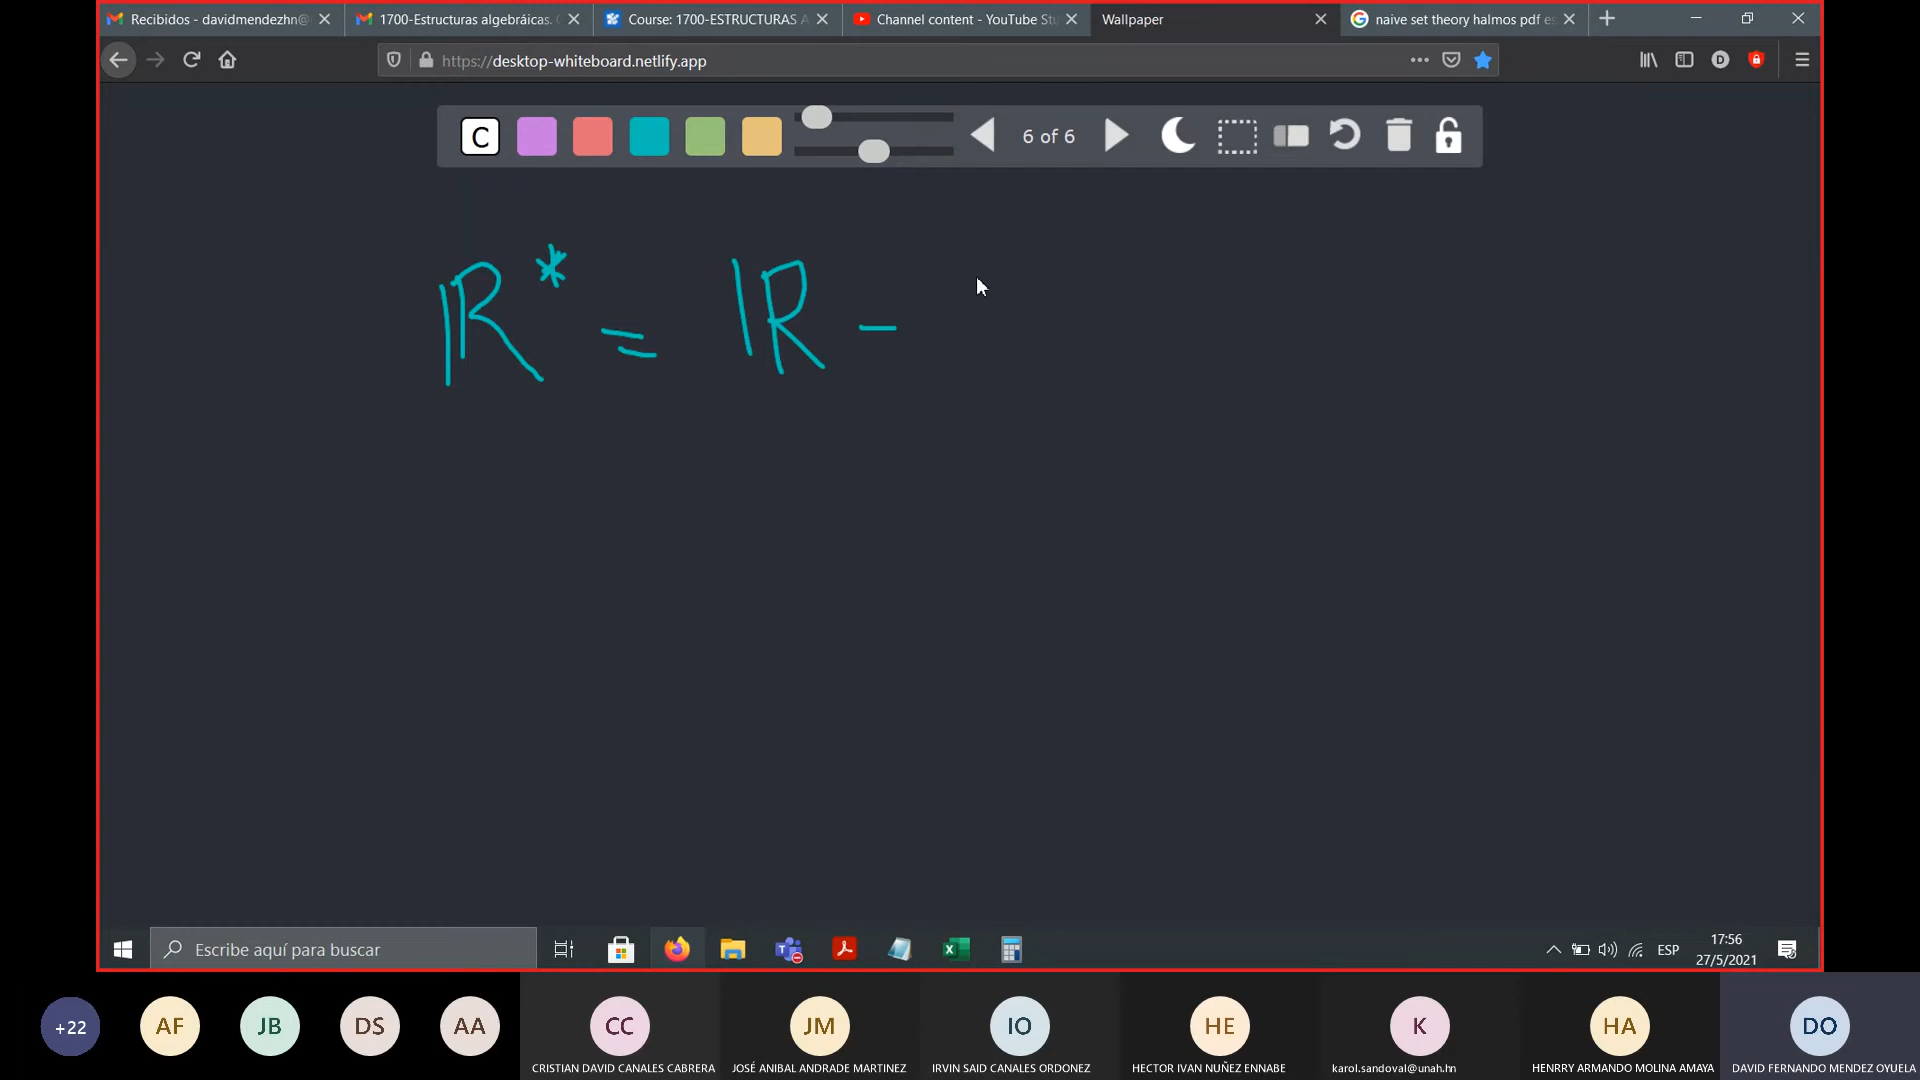 Recibidos - davidmendezhn@ 1700-Estructuras algebráicas. Course: 1700-ESTRUCTURAS A Channel content - YouTube Stu Wallpaper naive set theory halmos pdf es
https://desktop-whiteboard.netlify.app
C 6 of 6
ℝ* = ℝ −
Escribe aquí para buscar
ESP
17:56
27/5/2021
+22 AF JB DS AA CC JM IO HE K HA DO
CRISTIAN DAVID CANALES CABRERA JOSÉ ANIBAL ANDRADE MARTINEZ IRVIN SAID CANALES ORDONEZ HECTOR IVAN NUÑEZ ENNABE karol.sandoval@unah.hn HENRRY ARMANDO MOLINA AMAYA DAVID FERNANDO MENDEZ OYUELA